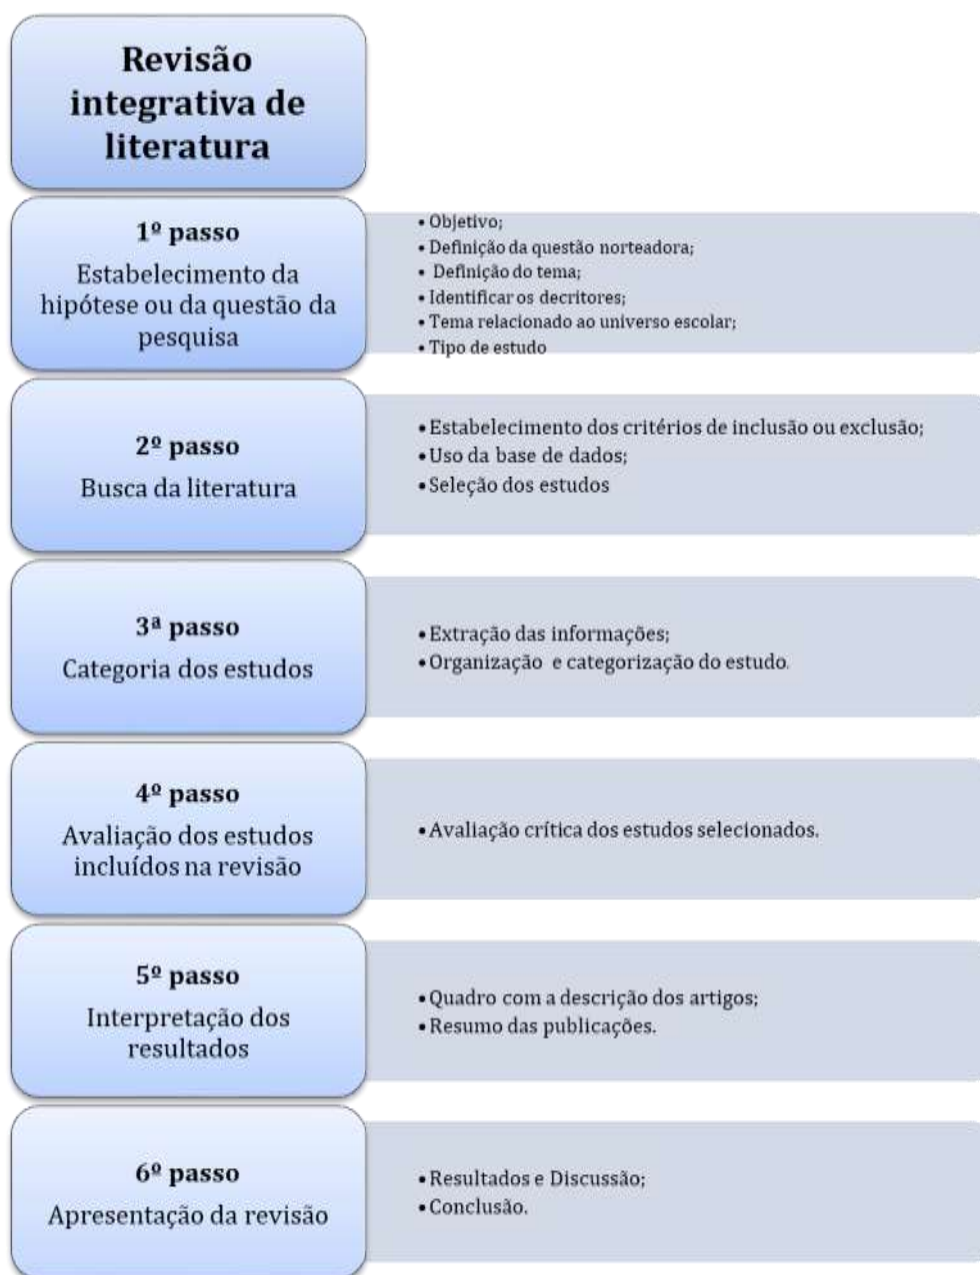 Revisão
integrativa de
literatura
1º passo
Estabelecimento da
hipótese ou da questão da
pesquisa
• Objetivo;
• Definição da questão norteadora;
• Definição do tema;
• Identificar os decritores;
• Tema relacionado ao universo escolar;
• Tipo de estudo
2º passo
Busca da literatura
• Estabelecimento dos critérios de inclusão ou exclusão;
• Uso da base de dados;
• Seleção dos estudos
3ª passo
Categoria dos estudos
• Extração das informações;
• Organização e categorização do estudo.
4º passo
Avaliação dos estudos
incluídos na revisão
• Avaliação crítica dos estudos selecionados.
5º passo
Interpretação dos
resultados
• Quadro com a descrição dos artigos;
• Resumo das publicações.
6º passo
Apresentação da revisão
• Resultados e Discussão;
• Conclusão.